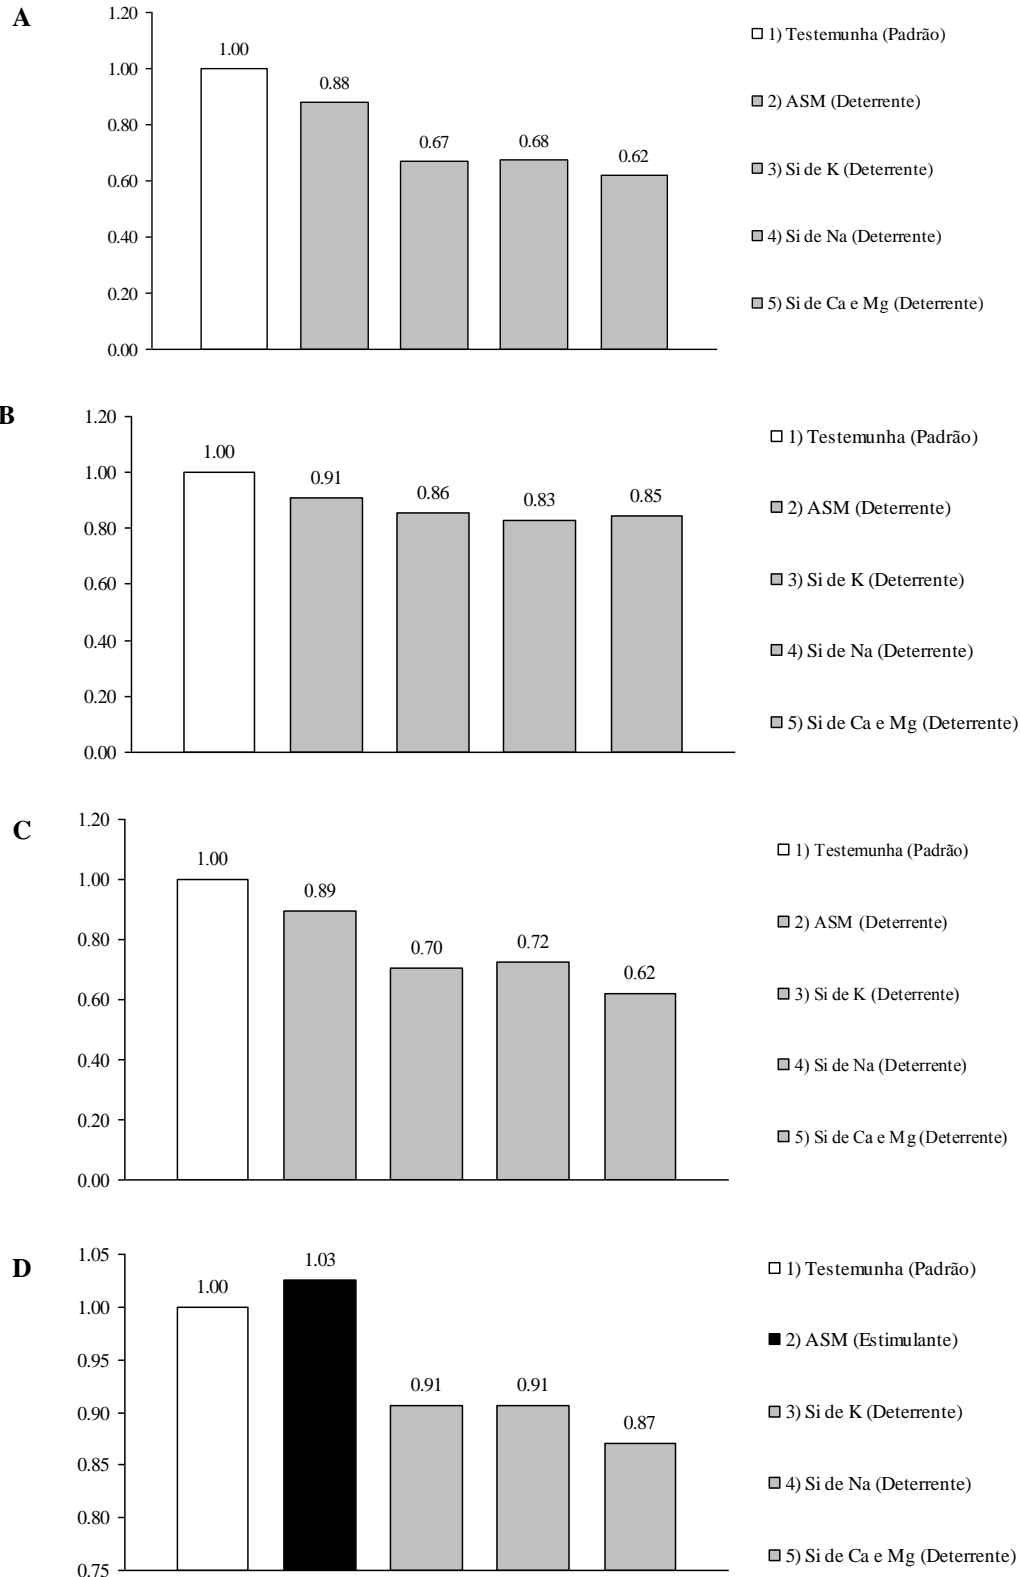 A
1.20
1.00
0.80
0.60
0.40
0.20
0.00
1.00
0.88
0.67
0.68
0.62
1) Testemunha (Padrão)
2) ASM (Deterrente)
3) Si de K (Deterrente)
4) Si de Na (Deterrente)
5) Si de Ca e Mg (Deterrente)
B
1.20
1.00
0.80
0.60
0.40
0.20
0.00
1.00
0.91
0.86
0.83
0.85
1) Testemunha (Padrão)
2) ASM (Deterrente)
3) Si de K (Deterrente)
4) Si de Na (Deterrente)
5) Si de Ca e Mg (Deterrente)
C
1.20
1.00
0.80
0.60
0.40
0.20
0.00
1.00
0.89
0.70
0.72
0.62
1) Testemunha (Padrão)
2) ASM (Deterrente)
3) Si de K (Deterrente)
4) Si de Na (Deterrente)
5) Si de Ca e Mg (Deterrente)
D
1.05
1.00
0.95
0.90
0.85
0.80
0.75
1.00
1.03
0.91
0.91
0.87
1) Testemunha (Padrão)
2) ASM (Estimulante)
3) Si de K (Deterrente)
4) Si de Na (Deterrente)
5) Si de Ca e Mg (Deterrente)